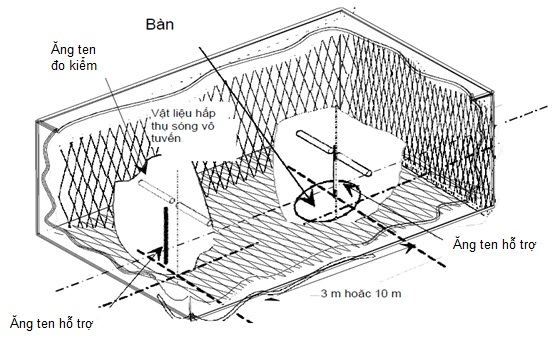 Bàn
Ăng ten
đo kiểm
Vật liệu hấp
thụ sóng vô
tuyến
Ăng ten hỗ trợ
3 m hoặc 10 m
Ăng ten hỗ trợ